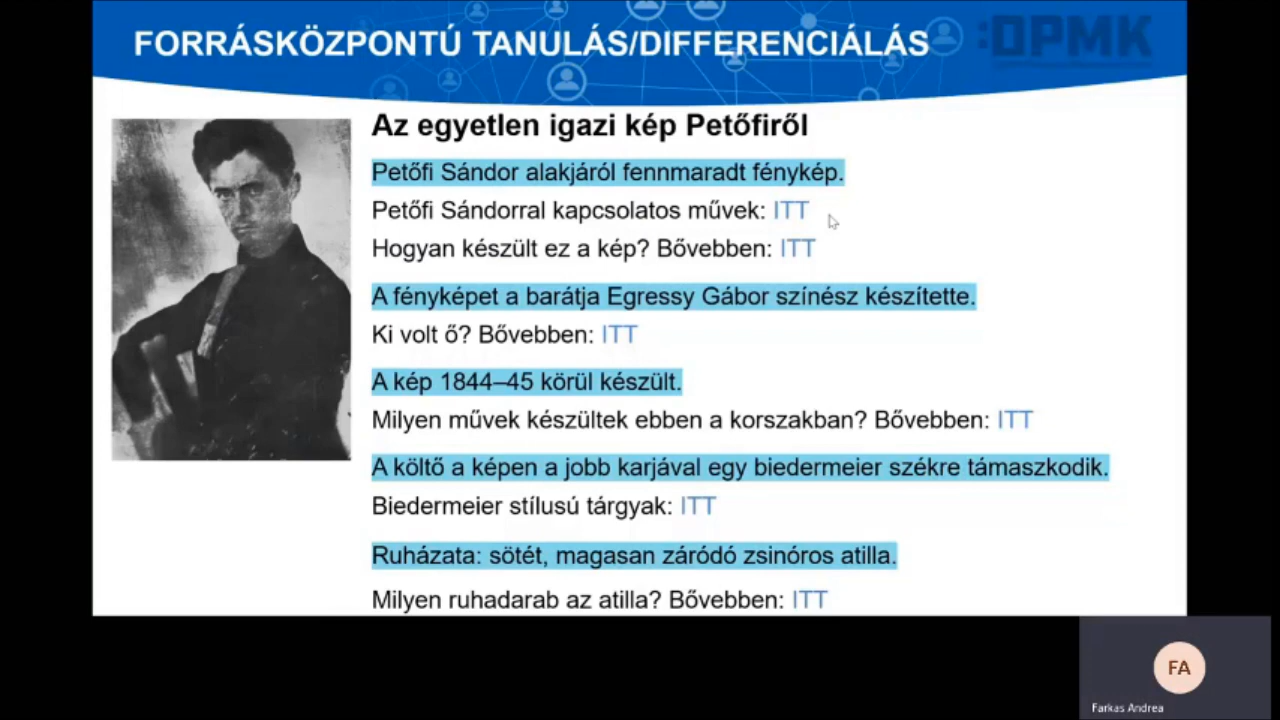 FORRÁSKÖZPONTÚ TANULÁS/DIFFERENCIÁLÁS
:OPMK
Az egyetlen igazi kép Petőfiről
Petőfi Sándor alakjáról fennmaradt fénykép.
Petőfi Sándorral kapcsolatos művek: ITT
Hogyan készült ez a kép? Bővebben: ITT
A fényképet a barátja Egressy Gábor színész készítette.
Ki volt ő? Bővebben: ITT
A kép 1844–45 körül készült.
Milyen művek készültek ebben a korszakban? Bővebben: ITT
A költő a képen a jobb karjával egy biedermeier székre támaszkodik.
Biedermeier stílusú tárgyak: ITT
Ruházata: sötét, magasan záródó zsinóros atilla.
Milyen ruhadarab az atilla? Bővebben: ITT
FA
Farkas Andrea